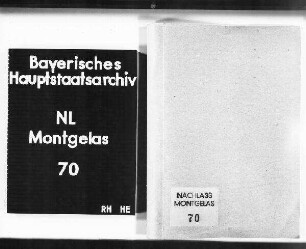 Bayerisches
Hauptstaatsarchiv
NL
Montgelas
70
RH HE
NACHLASS
MONTGELAS
70